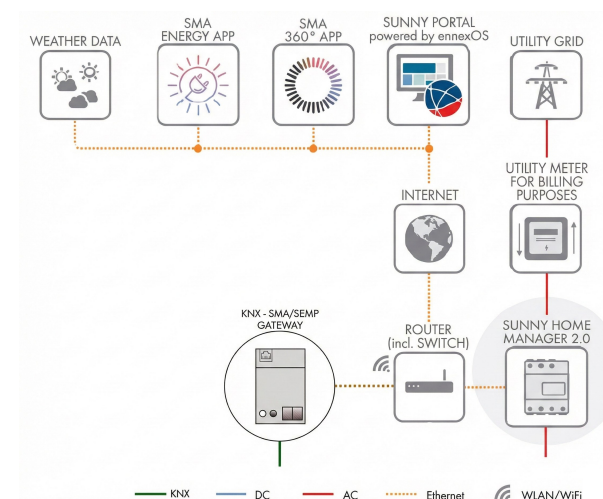 WEATHER DATA
SMA
ENERGY APP
SMA
360° APP
SUNNY PORTAL
powered by ennexOS
UTILITY GRID
UTILITY METER
FOR BILLING
PURPOSES
INTERNET
KNX - SMA/SEMP
GATEWAY
ROUTER
(incl. SWITCH)
SUNNY HOME
MANAGER 2.0
KNX
DC
AC
Ethernet
WLAN/WiFi